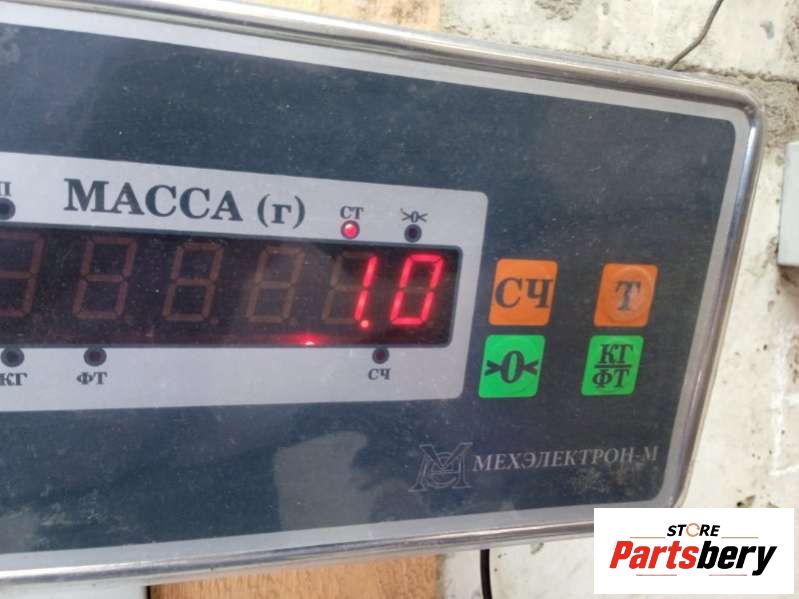 П
МАССА (г)
СТ
>0<
1.0
КГ
ФТ
СЧ
СЧ
Т
>0<
КГ
ФТ
МЕХЭЛЕКТРОН-М
STORE
Partsbery